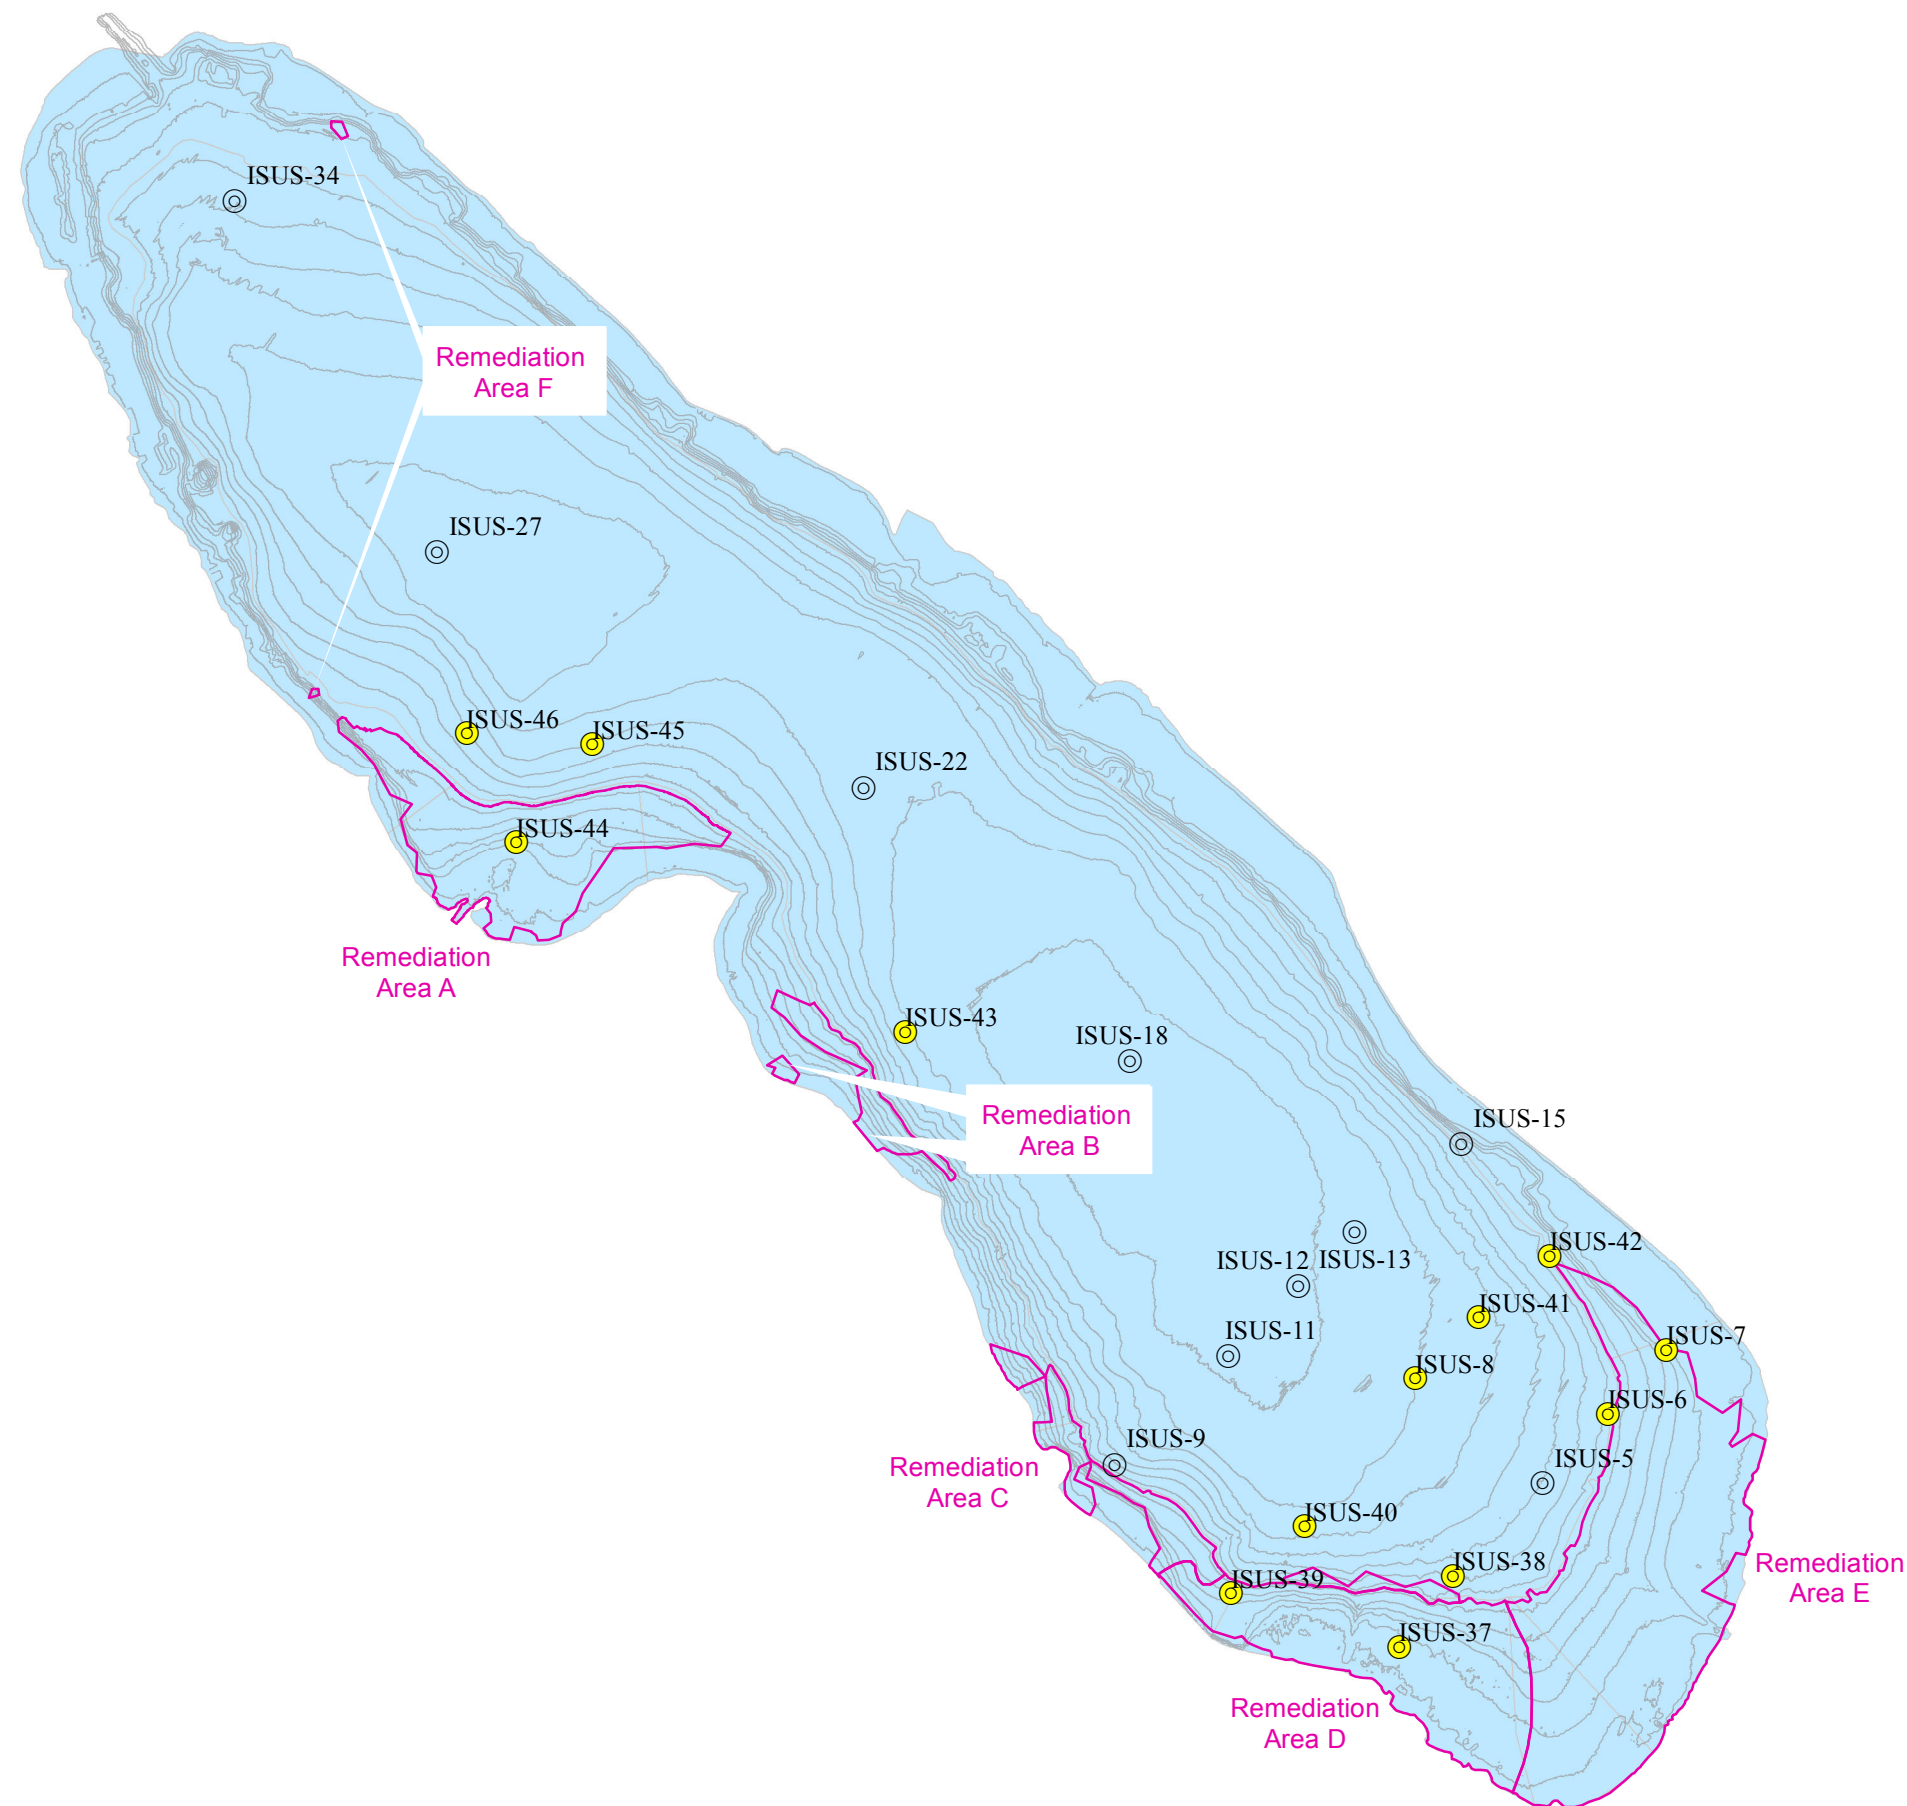 ISUS-34
Remediation
Area F
ISUS-27
ISUS-46
ISUS-45
ISUS-22
ISUS-44
Remediation
Area A
ISUS-43
ISUS-18
Remediation
Area B
ISUS-15
ISUS-42
ISUS-12
ISUS-13
ISUS-41
ISUS-11
ISUS-7
ISUS-8
ISUS-6
ISUS-9
Remediation
Area C
ISUS-5
ISUS-40
ISUS-38
Remediation
Area E
ISUS-39
ISUS-37
Remediation
Area D